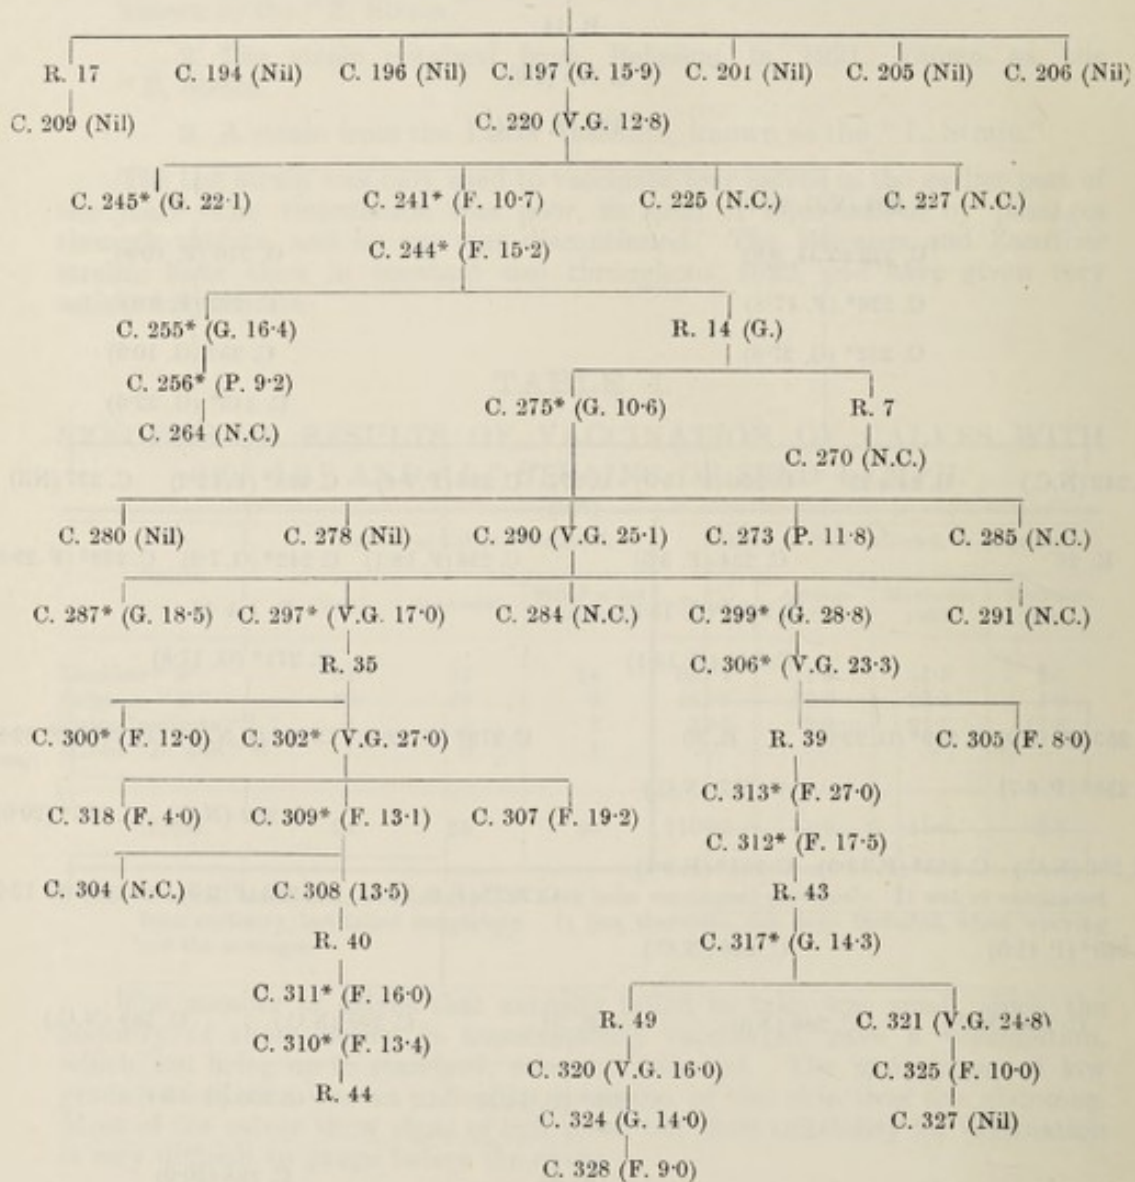 R. 17 C. 194 (Nil) C. 196 (Nil) C. 197 (G. 15·9) C. 201 (Nil) C. 205 (Nil) C. 206 (Nil)
C. 209 (Nil) C. 220 (V.G. 12·8)
C. 245* (G. 22·1) C. 241* (F. 10·7) C. 225 (N.C.) C. 227 (N.C.)
C. 244* (F. 15·2)
C. 255* (G. 16·4) R. 14 (G.)
C. 256* (P. 9·2)
C. 275* (G. 10·6) R. 7
C. 264 (N.C.)
C. 270 (N.C.)
C. 280 (Nil) C. 278 (Nil) C. 290 (V.G. 25·1) C. 273 (P. 11·8) C. 285 (N.C.)
C. 287* (G. 18·5) C. 297* (V.G. 17·0) C. 284 (N.C.) C. 299* (G. 28·8) C. 291 (N.C.)
R. 35 C. 306* (V.G. 23·3)
C. 300* (F. 12·0) C. 302* (V.G. 27·0) R. 39 C. 305 (F. 8·0)
C. 313* (F. 27·0)
C. 318 (F. 4·0) C. 309* (F. 13·1) C. 307 (F. 19·2)
C. 312* (F. 17·5)
C. 304 (N.C.) C. 308 (13·5) R. 43
R. 40 C. 317* (G. 14·3)
C. 311* (F. 16·0)
R. 49 C. 321 (V.G. 24·8)
C. 310* (F. 13·4)
C. 320 (V.G. 16·0) C. 325 (F. 10·0)
R. 44
C. 324 (G. 14·0) C. 327 (Nil)
C. 328 (F. 9·0)